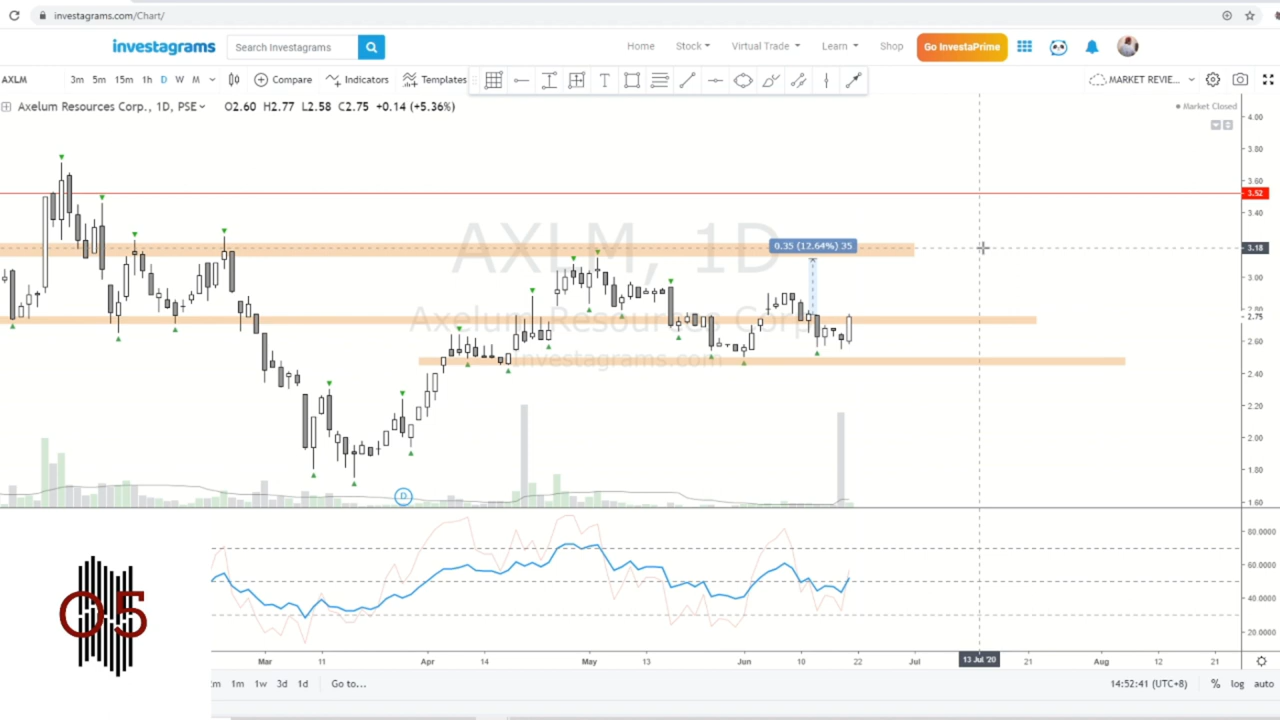 investagrams.com/Chart/
investagrams
Search Investagrams
Home Stock Virtual Trade Learn Shop Go InvestaPrime
AXLM 3m 5m 15m 1h D W M Compare Indicators Templates MARKET REVIE...
Axelum Resources Corp., 1D, PSE O2.60 H2.77 L2.58 C2.75 +0.14 (+5.36%)
Market Closed
4.00
3.80
3.60
3.52
3.40
AXLM, 1D
0.35 (12.64%) 35
3.18
3.00
2.80
2.75
Axelum Resources Corp.
2.60
Investagrams.com
2.40
2.20
2.00
1.80
D
1.60
80.0000
60.0000
40.0000
20.0000
O5
Mar 11 Apr 14 May 13 Jun 10 22 Jul 13 Jul '20 21 Aug 12 21
1m 1w 3d 1d Go to... 14:52:41 (UTC+8) % log auto